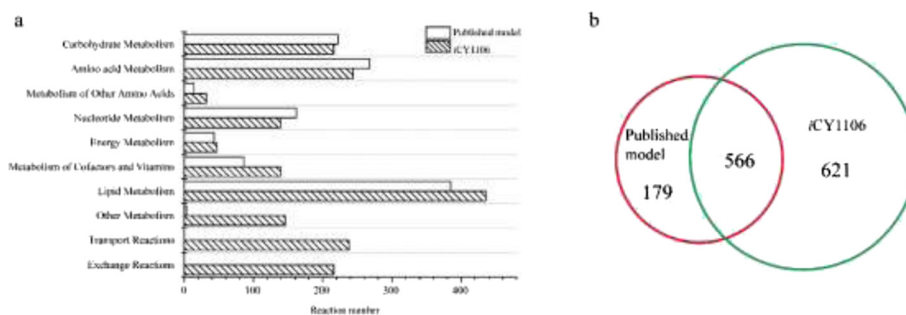 a
Published model
iCY1106
Carbohydrate Metabolism
Amino acid Metabolism
Metabolism of Other Amino Acids
Nucleotide Metabolism
Energy Metabolism
Metabolism of Cofactors and Vitamins
Lipid Metabolism
Other Metabolism
Transport Reactions
Exchange Reactions
0 100 200 300 400
Reaction number
b
Published
model
179
566
iCY1106
621